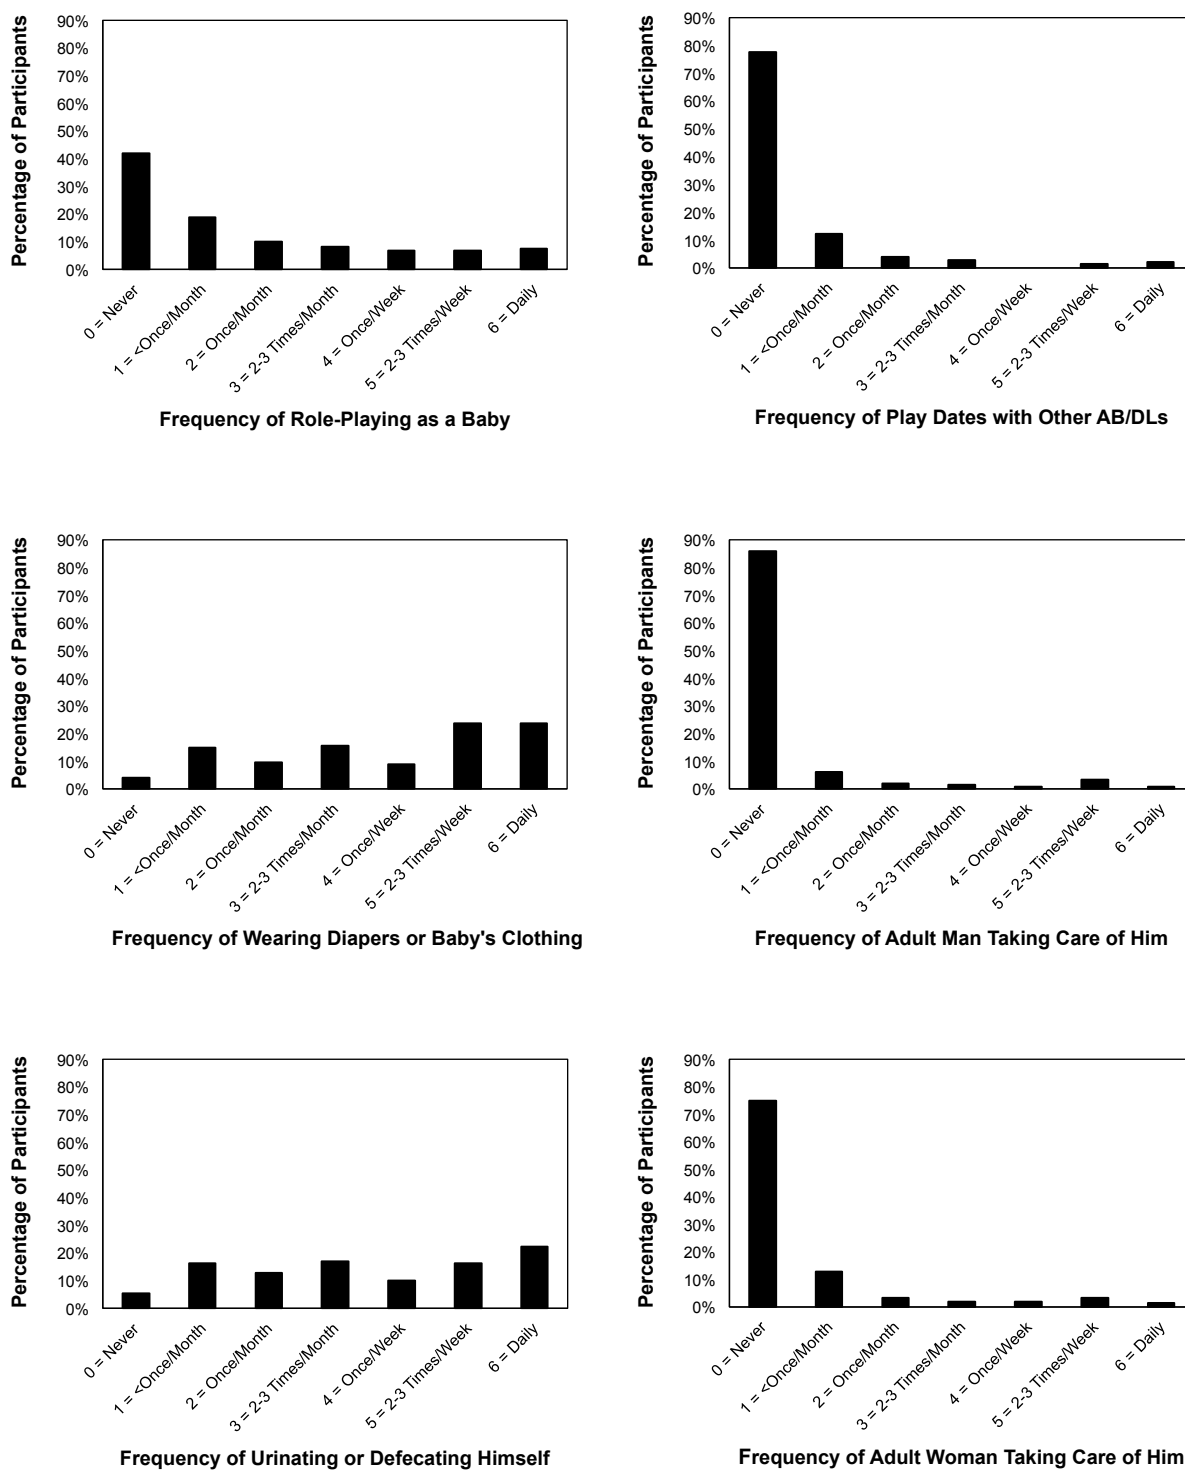 Percentage of Participants
90%
80%
70%
60%
50%
40%
30%
20%
10%
0%
0 = Never
1 = <Once/Month
2 = Once/Month
3 = 2-3 Times/Month
4 = Once/Week
5 = 2-3 Times/Week
6 = Daily
Frequency of Role-Playing as a Baby
Percentage of Participants
90%
80%
70%
60%
50%
40%
30%
20%
10%
0%
0 = Never
1 = <Once/Month
2 = Once/Month
3 = 2-3 Times/Month
4 = Once/Week
5 = 2-3 Times/Week
6 = Daily
Frequency of Play Dates with Other AB/DLs
Percentage of Participants
90%
80%
70%
60%
50%
40%
30%
20%
10%
0%
0 = Never
1 = <Once/Month
2 = Once/Month
3 = 2-3 Times/Month
4 = Once/Week
5 = 2-3 Times/Week
6 = Daily
Frequency of Wearing Diapers or Baby's Clothing
Percentage of Participants
90%
80%
70%
60%
50%
40%
30%
20%
10%
0%
0 = Never
1 = <Once/Month
2 = Once/Month
3 = 2-3 Times/Month
4 = Once/Week
5 = 2-3 Times/Week
6 = Daily
Frequency of Adult Man Taking Care of Him
Percentage of Participants
90%
80%
70%
60%
50%
40%
30%
20%
10%
0%
0 = Never
1 = <Once/Month
2 = Once/Month
3 = 2-3 Times/Month
4 = Once/Week
5 = 2-3 Times/Week
6 = Daily
Frequency of Urinating or Defecating Himself
Percentage of Participants
90%
80%
70%
60%
50%
40%
30%
20%
10%
0%
0 = Never
1 = <Once/Month
2 = Once/Month
3 = 2-3 Times/Month
4 = Once/Week
5 = 2-3 Times/Week
6 = Daily
Frequency of Adult Woman Taking Care of Him